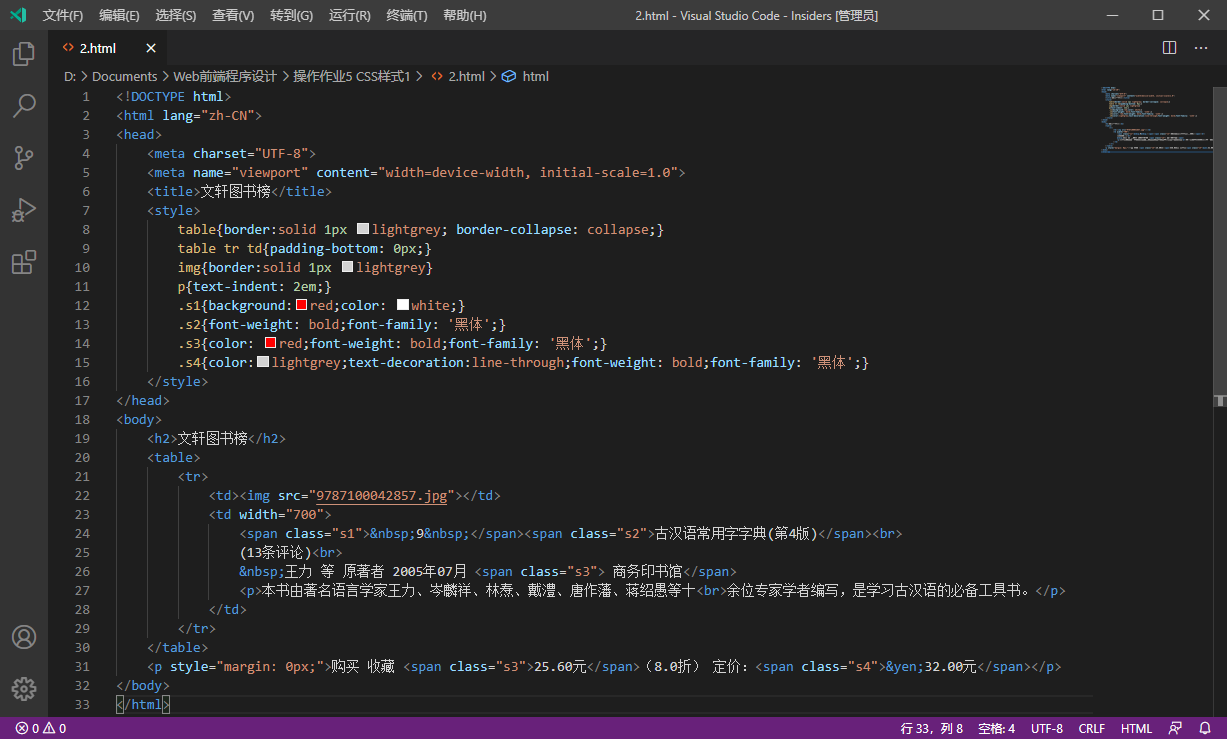 文件(F) 编辑(E) 选择(S) 查看(V) 转到(G) 运行(R) 终端(T) 帮助(H) 2.html - Visual Studio Code - Insiders [管理员]
<> 2.html
D: > Documents > Web前端程序设计 > 操作作业5 CSS样式1 > <> 2.html > html
1 <!DOCTYPE html>
2 <html lang="zh-CN">
3 <head>
4 <meta charset="UTF-8">
5 <meta name="viewport" content="width=device-width, initial-scale=1.0">
6 <title>文轩图书榜</title>
7 <style>
8 table{border:solid 1px lightgrey; border-collapse: collapse;}
9 table tr td{padding-bottom: 0px;}
10 img{border:solid 1px lightgrey}
11 p{text-indent: 2em;}
12 .s1{background:red;color: white;}
13 .s2{font-weight: bold;font-family: '黑体';}
14 .s3{color: red;font-weight: bold;font-family: '黑体';}
15 .s4{color:lightgrey;text-decoration:line-through;font-weight: bold;font-family: '黑体';}
16 </style>
17 </head>
18 <body>
19 <h2>文轩图书榜</h2>
20 <table>
21 <tr>
22 <td><img src="9787100042857.jpg"></td>
23 <td width="700">
24 <span class="s1">&nbsp;9&nbsp;</span><span class="s2">古汉语常用字字典(第4版)</span><br>
25 (13条评论)<br>
26 &nbsp;王力 等 原著者 2005年07月 <span class="s3"> 商务印书馆</span>
27 <p>本书由著名语言学家王力、岑麟祥、林焘、戴澧、唐作藩、蒋绍愚等十<br>余位专家学者编写，是学习古汉语的必备工具书。</p>
28 </td>
29 </tr>
30 </table>
31 <p style="margin: 0px;">购买 收藏 <span class="s3">25.60元</span>（8.0折） 定价：<span class="s4">&yen;32.00元</span></p>
32 </body>
33 </html>
0 0 行 33，列 8 空格: 4 UTF-8 CRLF HTML